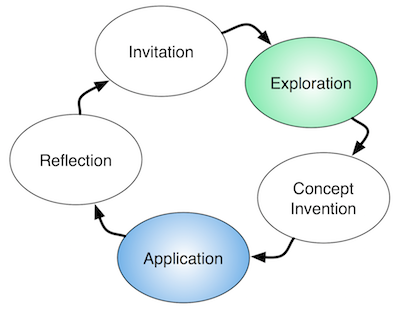 Invitation
Exploration
Concept
Invention
Application
Reflection